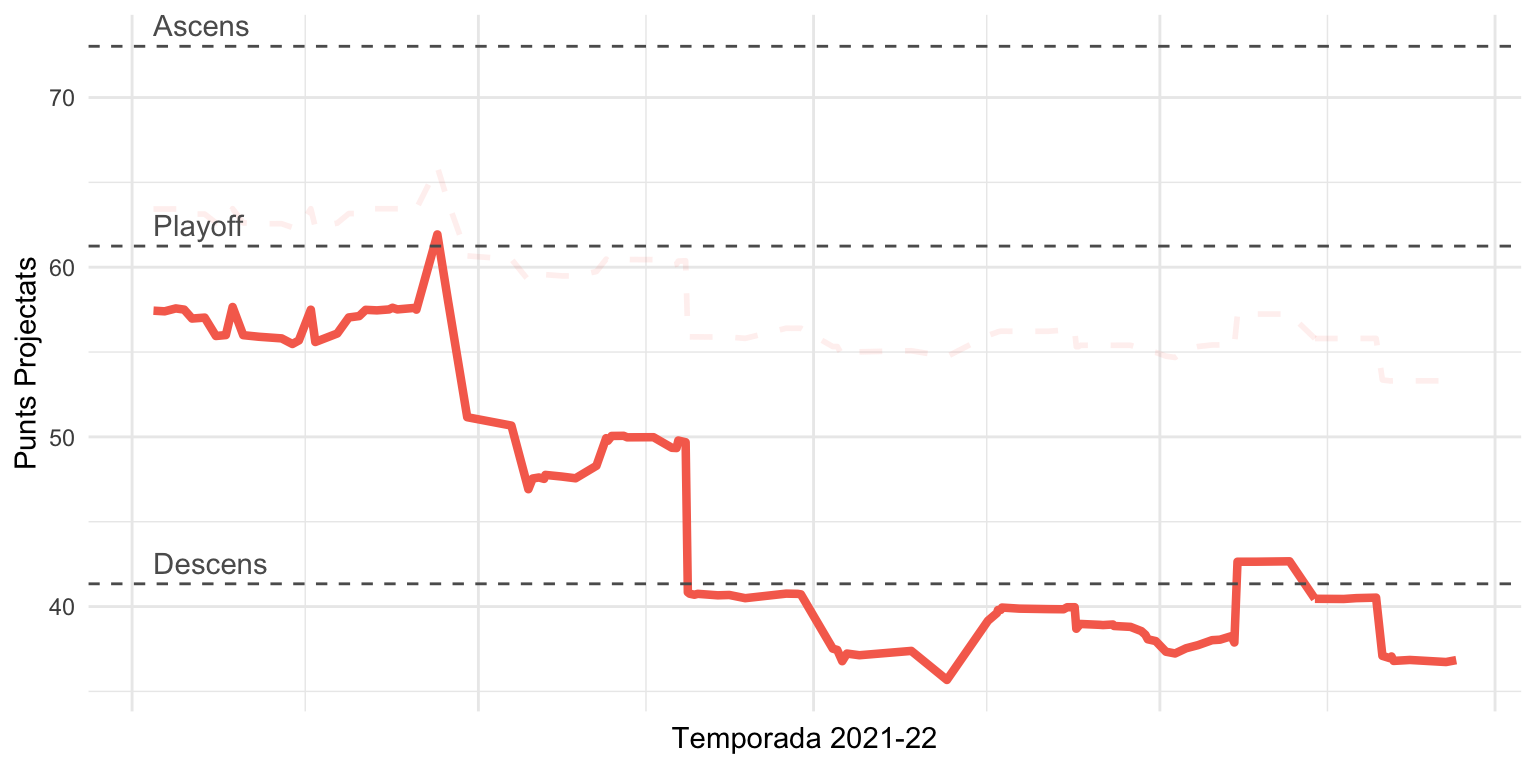 Ascens
70
Playoff
60
Punts Projectats
50
Descens
40
Temporada 2021-22